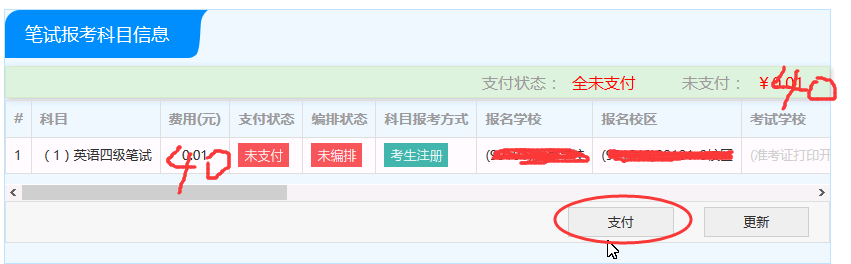 笔试报考科目信息
支付状态： 全未支付 未支付： ￥0.01 40
# 科目 费用(元) 支付状态 编排状态 科目报考方式 报名学校 报名校区 考试学校
1 （1）英语四级笔试 0.01 40 未支付 未编排 考生注册 (准考证打印开
支付 更新